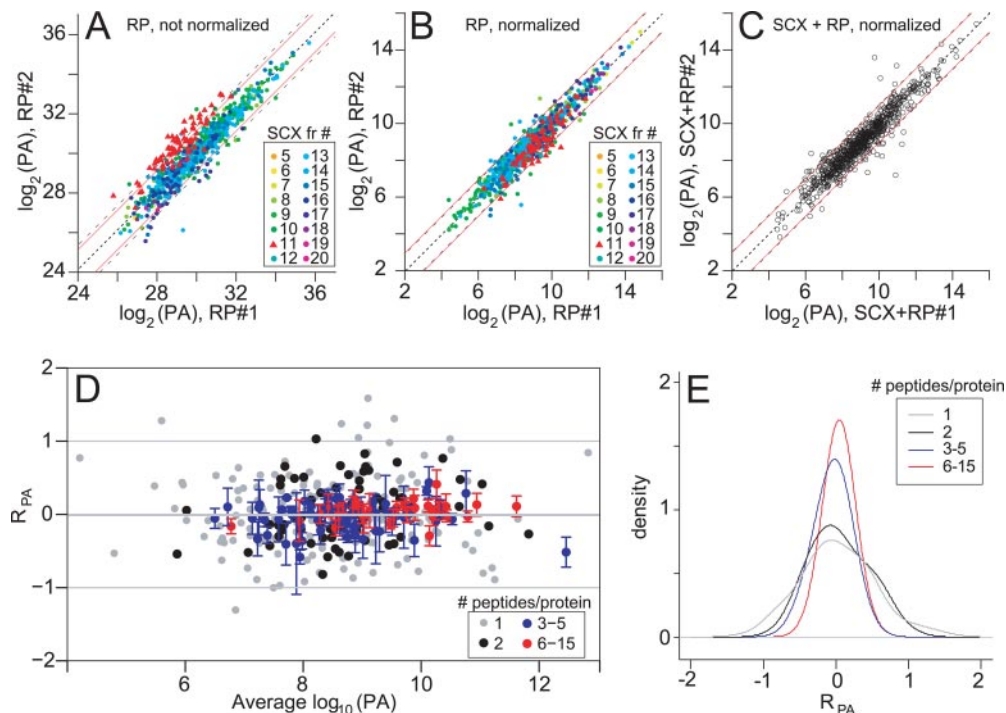 A RP, not normalized
36
32
28
24
24 28 32 36
log2(PA), RP#2
log2(PA), RP#1
SCX fr #
5 13
6 14
7 15
8 16
9 17
10 18
11 19
12 20
B RP, normalized
14
10
6
2
2 6 10 14
log2(PA), RP#2
log2(PA), RP#1
SCX fr #
5 13
6 14
7 15
8 16
9 17
10 18
11 19
12 20
C SCX + RP, normalized
14
10
6
2
2 6 10 14
log2(PA), SCX+RP#2
log2(PA), SCX+RP#1
D
2
1
0
−1
−2
RPA
6 8 10 12
Average log10(PA)
# peptides/protein
1 3−5
2 6−15
E
# peptides/protein
1
2
3-5
6-15
2
1
0
density
-2 -1 0 1 2
RPA